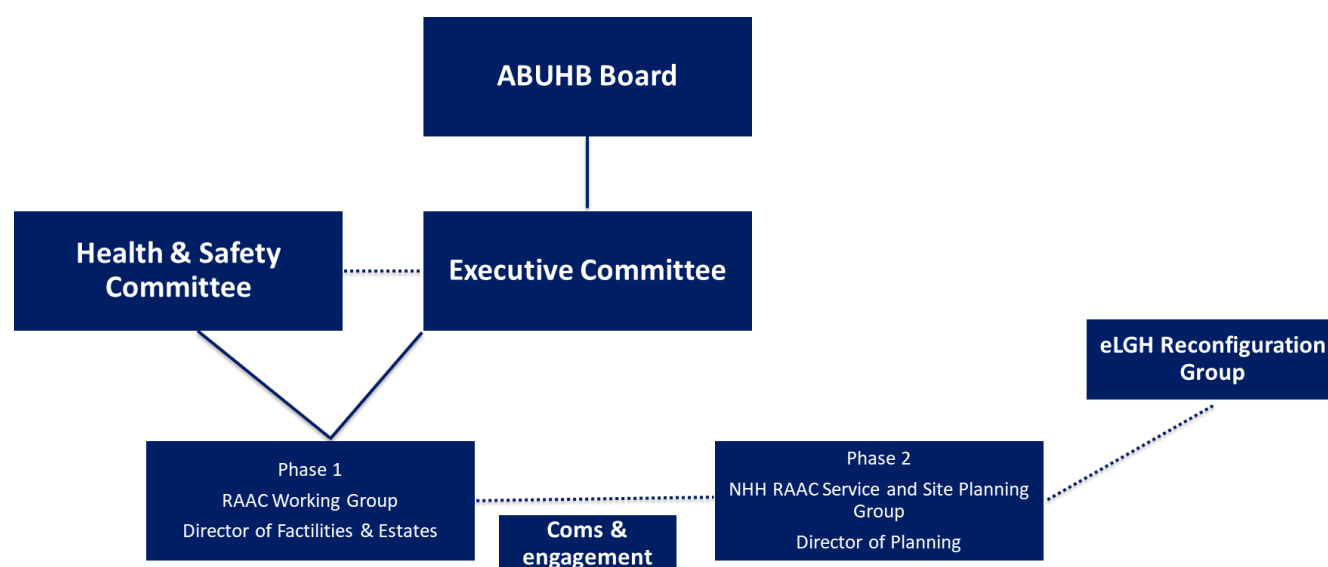 ABUHB Board
Health & Safety
Committee
Executive Committee
eLGH Reconfiguration
Group
Phase 1
RAAC Working Group
Director of Factilities & Estates
Coms &
engagement
Phase 2
NHH RAAC Service and Site Planning
Group
Director of Planning